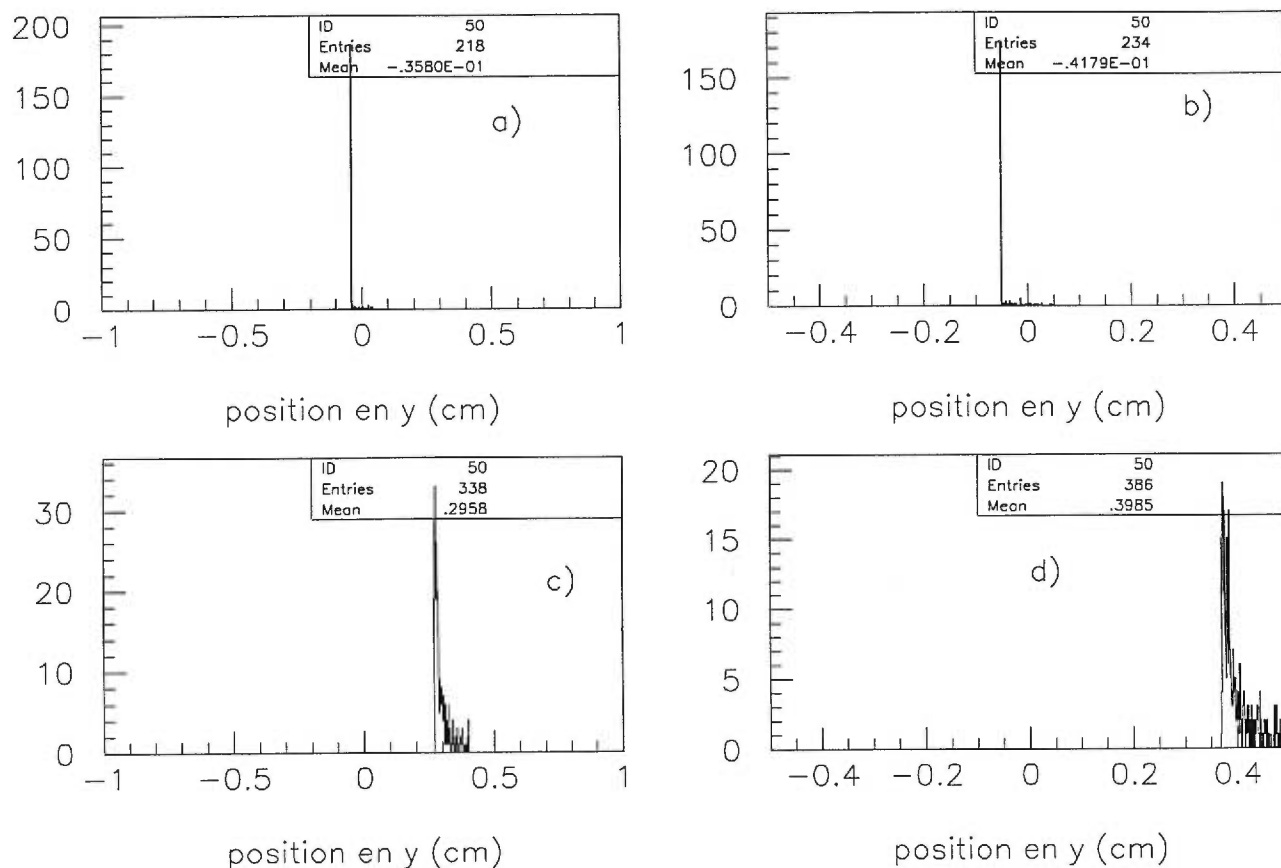 ID 50
Entries 218
Mean -.3580E-01
a)
200
150
100
50
0
-1 -0.5 0 0.5 1
position en y (cm)
ID 50
Entries 234
Mean -.4179E-01
b)
150
100
50
0
-0.4 -0.2 0 0.2 0.4
position en y (cm)
ID 50
Entries 338
Mean .2958
c)
30
20
10
0
-1 -0.5 0 0.5 1
position en y (cm)
ID 50
Entries 386
Mean .3985
d)
20
15
10
5
0
-0.4 -0.2 0 0.2 0.4
position en y (cm)